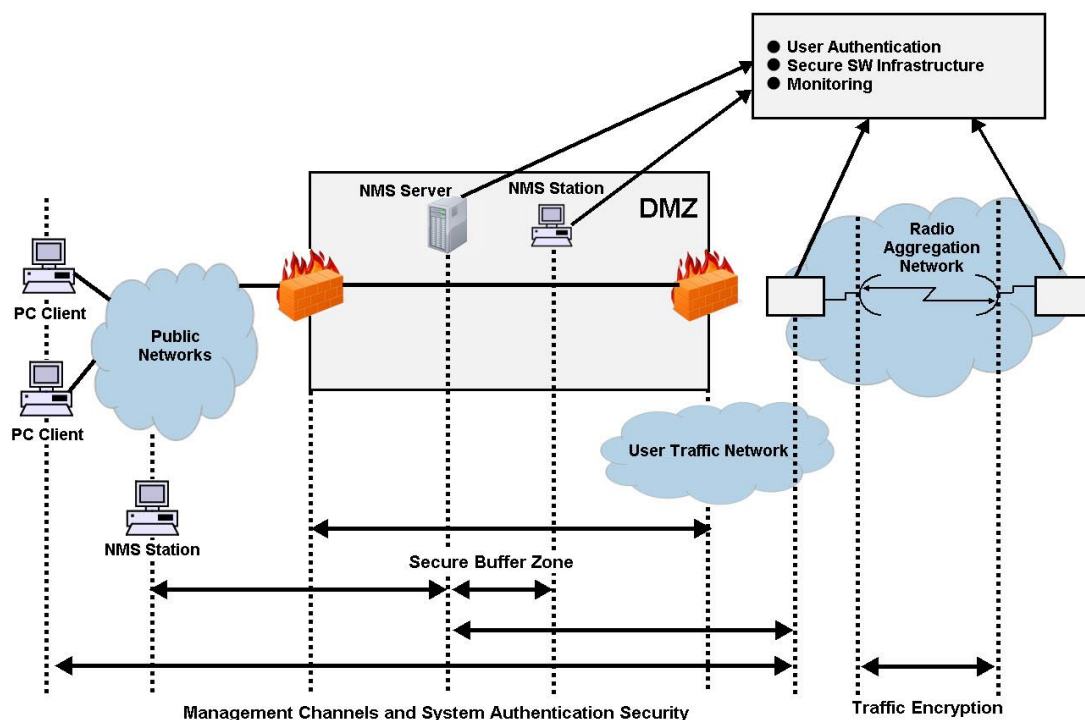 ● User Authentication
● Secure SW Infrastructure
● Monitoring
NMS Server
NMS Station
DMZ
Radio
Aggregation
Network
PC Client
Public
Networks
PC Client
User Traffic Network
NMS Station
Secure Buffer Zone
Management Channels and System Authentication Security
Traffic Encryption